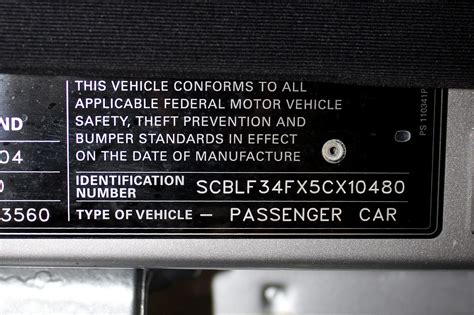 THIS VEHICLE CONFORMS TO ALL
APPLICABLE FEDERAL MOTOR VEHICLE
SAFETY, THEFT PREVENTION AND
BUMPER STANDARDS IN EFFECT
ON THE DATE OF MANUFACTURE
IDENTIFICATION
NUMBER SCBLF34FX5CX10480
TYPE OF VEHICLE – PASSENGER CAR
ND
04
0
3560
PS 110341P